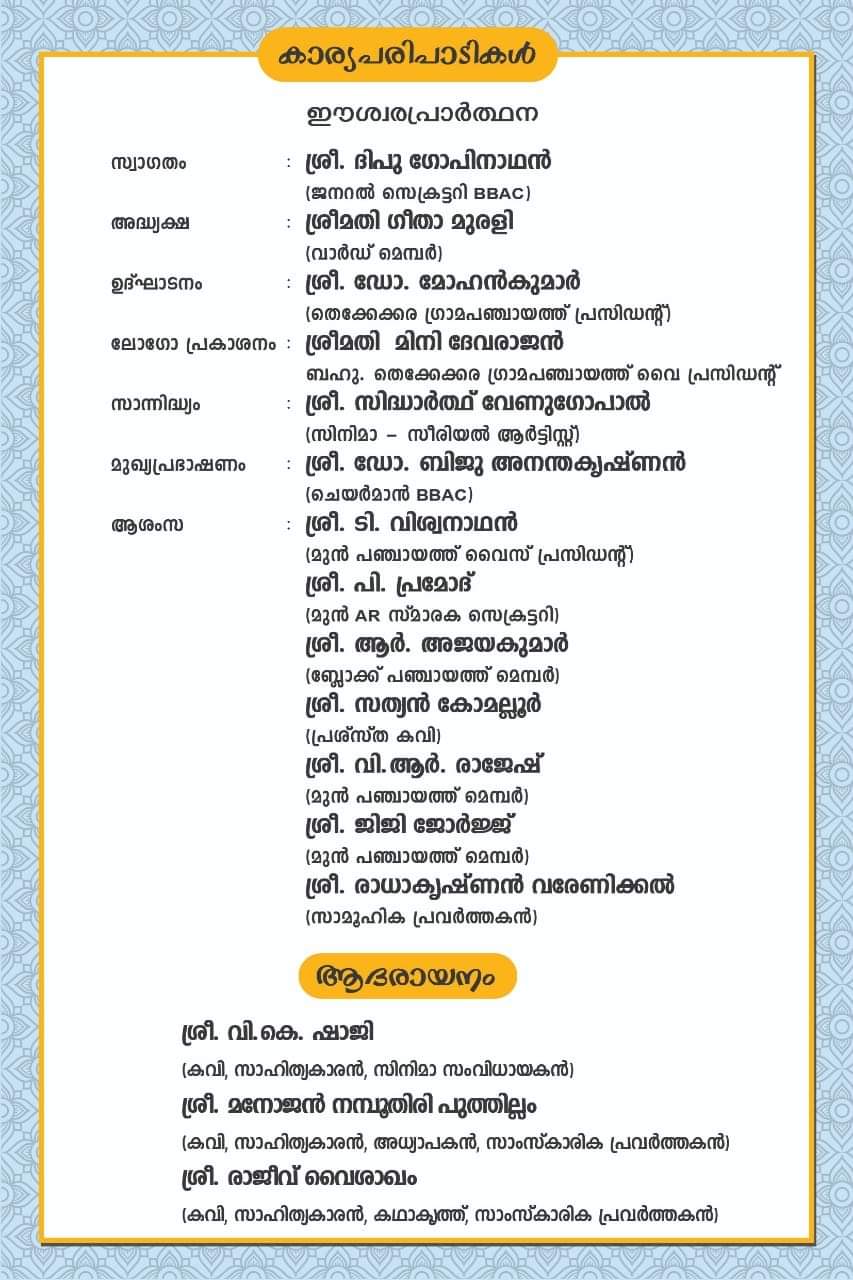 കാര്യപരിപാടികൾ
ഈശ്വരപ്രാർത്ഥന
സ്വാഗതം : ശ്രീ. ദിപു ഗോപിനാഥൻ
(ജനറൽ സെക്രട്ടറി BBAC)
അദ്ധ്യക്ഷ : ശ്രീമതി ഗീതാ മുരളി
(വാർഡ് മെമ്പർ)
ഉദ്ഘാടനം : ശ്രീ. ഡോ. മോഹൻകുമാർ
(തെക്കേക്കര ഗ്രാമപഞ്ചായത്ത് പ്രസിഡന്റ്)
ലോഗോ പ്രകാശനം : ശ്രീമതി മിനി ദേവരാജൻ
ബഹു. തെക്കേക്കര ഗ്രാമപഞ്ചായത്ത് വൈ പ്രസിഡന്റ്
സാന്നിദ്ധ്യം : ശ്രീ. സിദ്ധാർത്ഥ് വേണുഗോപാൽ
(സിനിമാ – സീരിയൽ ആർട്ടിസ്റ്റ്)
മുഖ്യപ്രഭാഷണം : ശ്രീ. ഡോ. ബിജു അനന്തകൃഷ്ണൻ
(ചെയർമാൻ BBAC)
ആശംസ : ശ്രീ. ടി. വിശ്വനാഥൻ
(മുൻ പഞ്ചായത്ത് വൈസ് പ്രസിഡന്റ്)
ശ്രീ. പി. പ്രമോദ്
(മുൻ AR സ്മാരക സെക്രട്ടറി)
ശ്രീ. ആർ. അജയകുമാർ
(ബ്ലോക്ക് പഞ്ചായത്ത് മെമ്പർ)
ശ്രീ. സത്യൻ കോമല്ലൂർ
(പ്രശ്സ്ത കവി)
ശ്രീ. വി.ആർ. രാജേഷ്
(മുൻ പഞ്ചായത്ത് മെമ്പർ)
ശ്രീ. ജിജി ജോർജ്ജ്
(മുൻ പഞ്ചായത്ത് മെമ്പർ)
ശ്രീ. രാധാകൃഷ്ണൻ വരേണിക്കൽ
(സാമൂഹിക പ്രവർത്തകൻ)
ആദരായനം
ശ്രീ. വി.കെ. ഷാജി
(കവി, സാഹിത്യകാരൻ, സിനിമാ സംവിധായകൻ)
ശ്രീ. മനോജൻ നമ്പൂതിരി പുത്തില്ലം
(കവി, സാഹിത്യകാരൻ, അധ്യാപകൻ, സാംസ്കാരിക പ്രവർത്തകൻ)
ശ്രീ. രാജീവ് വൈശാഖം
(കവി, സാഹിത്യകാരൻ, കഥാകൃത്ത്, സാംസ്കാരിക പ്രവർത്തകൻ)